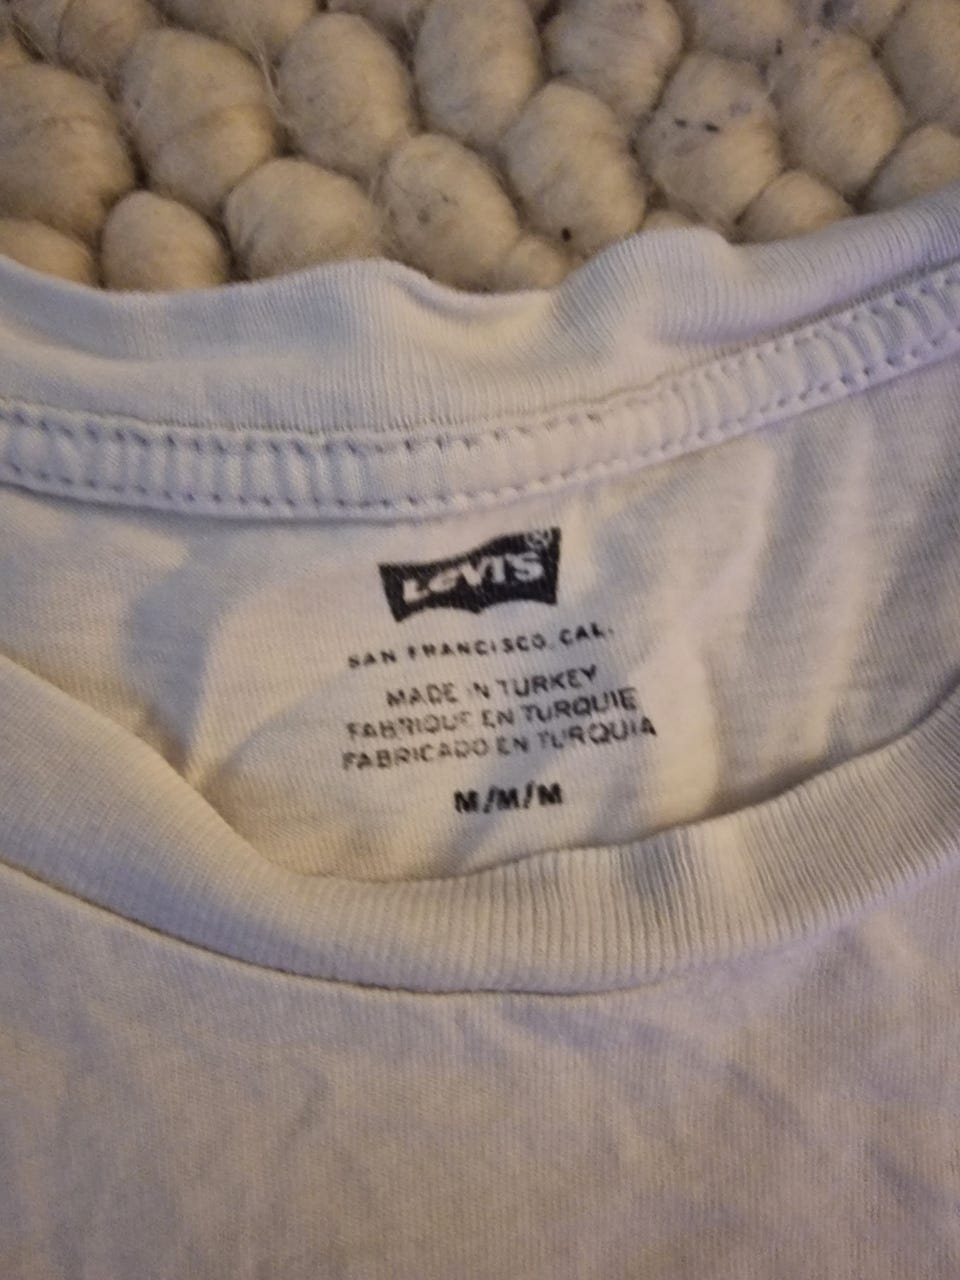 LEVI'S®
SAN FRANCISCO, CAL.
MADE IN TURKEY
FABRIQUE EN TURQUIE
FABRICADO EN TURQUIA
M/M/M